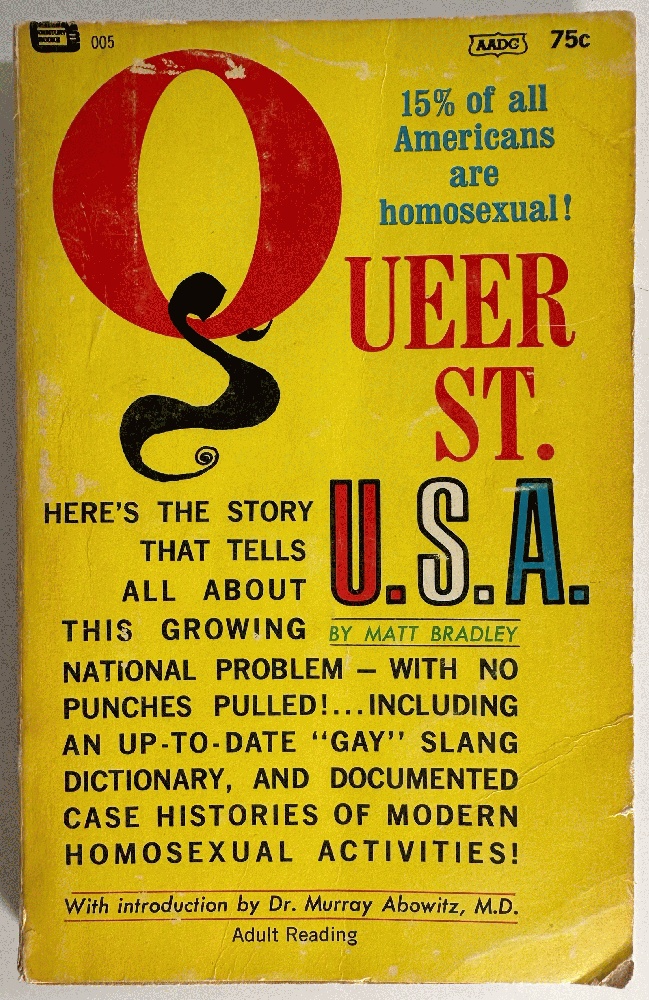 CENTURY
BOOKS
005
AADC
75c
15% of all
Americans
are
homosexual!
QUEER
ST.
U.S.A.
HERE'S THE STORY
THAT TELLS
ALL ABOUT
THIS GROWING
BY MATT BRADLEY
NATIONAL PROBLEM — WITH NO
PUNCHES PULLED!...INCLUDING
AN UP-TO-DATE "GAY" SLANG
DICTIONARY, AND DOCUMENTED
CASE HISTORIES OF MODERN
HOMOSEXUAL ACTIVITIES!
With introduction by Dr. Murray Abowitz, M.D.
Adult Reading